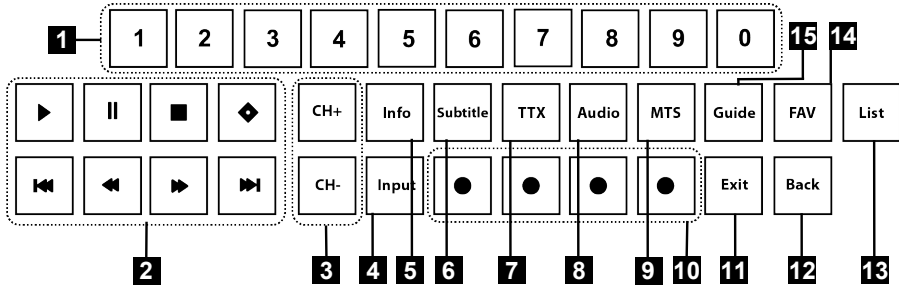 1 1 2 3 4 5 6 7 8 9 0
15 14
CH+ Info Subtitle TTX Audio MTS Guide FAV List
CH- Input Exit Back
2 3 4 5 6 7 8 9 10 11 12 13